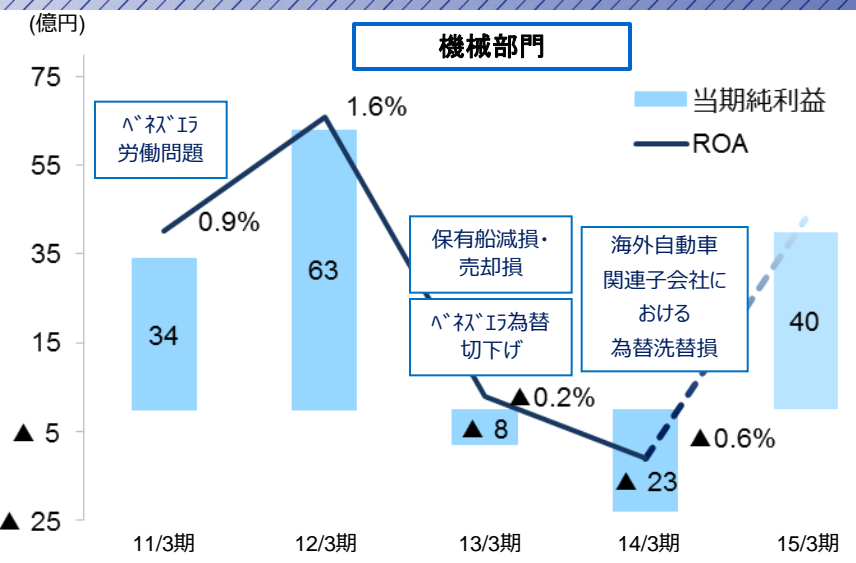 (億円)
機械部門
75
55
35
15
▲ 5
▲ 25
当期純利益
ROA
ﾍﾞﾈｽﾞｴﾗ
労働問題
1.6%
0.9%
保有船減損・
売却損
ﾍﾞﾈｽﾞｴﾗ為替
切下げ
海外自動車
関連子会社に
おける
為替洗替損
34
63
▲ 8
▲ 23
40
▲0.2%
▲0.6%
11/3期
12/3期
13/3期
14/3期
15/3期